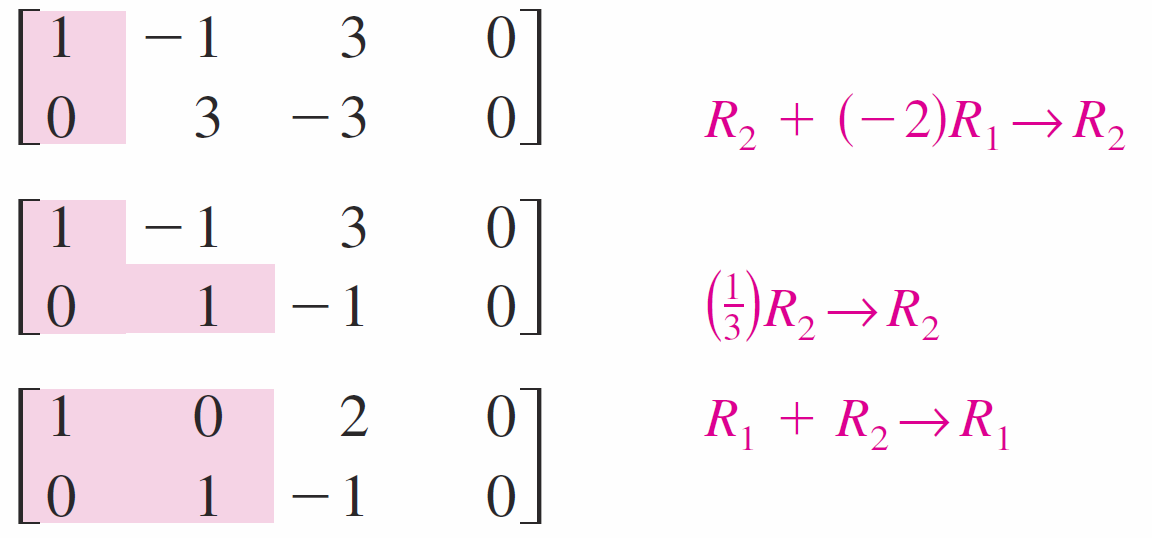 [1 −1 3 0]
[0 3 −3 0] R₂ + (−2)R₁ → R₂
[1 −1 3 0]
[0 1 −1 0] (1/3)R₂ → R₂
[1 0 2 0] R₁ + R₂ → R₁
[0 1 −1 0]